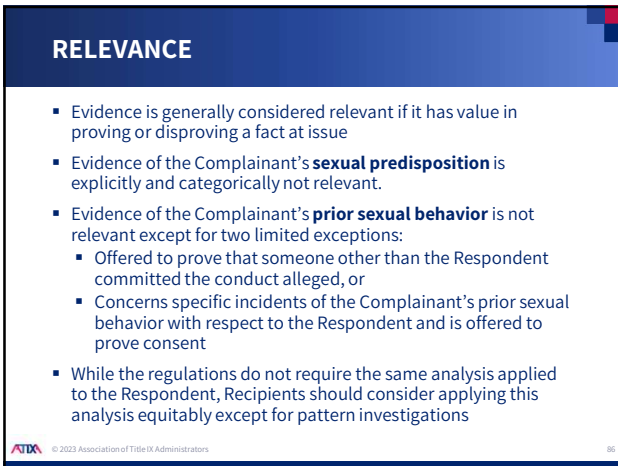 RELEVANCE
▪ Evidence is generally considered relevant if it has value in
proving or disproving a fact at issue
▪ Evidence of the Complainant's sexual predisposition is
explicitly and categorically not relevant.
▪ Evidence of the Complainant's prior sexual behavior is not
relevant except for two limited exceptions:
▪ Offered to prove that someone other than the Respondent
committed the conduct alleged, or
▪ Concerns specific incidents of the Complainant's prior sexual
behavior with respect to the Respondent and is offered to
prove consent
▪ While the regulations do not require the same analysis applied
to the Respondent, Recipients should consider applying this
analysis equitably except for pattern investigations
ATIXA © 2023 Association of Title IX Administrators 86